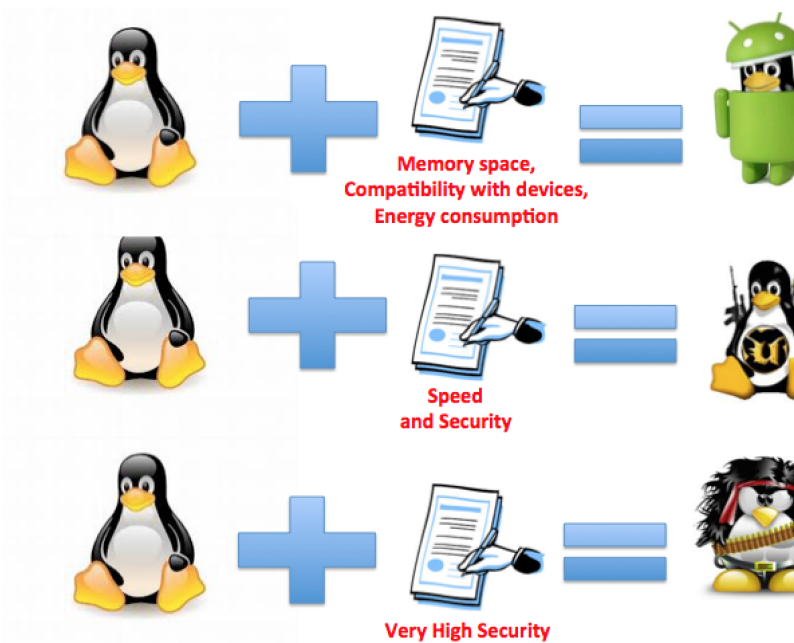 Memory space,
Compatibility with devices,
Energy consumption
Speed
and Security
Very High Security